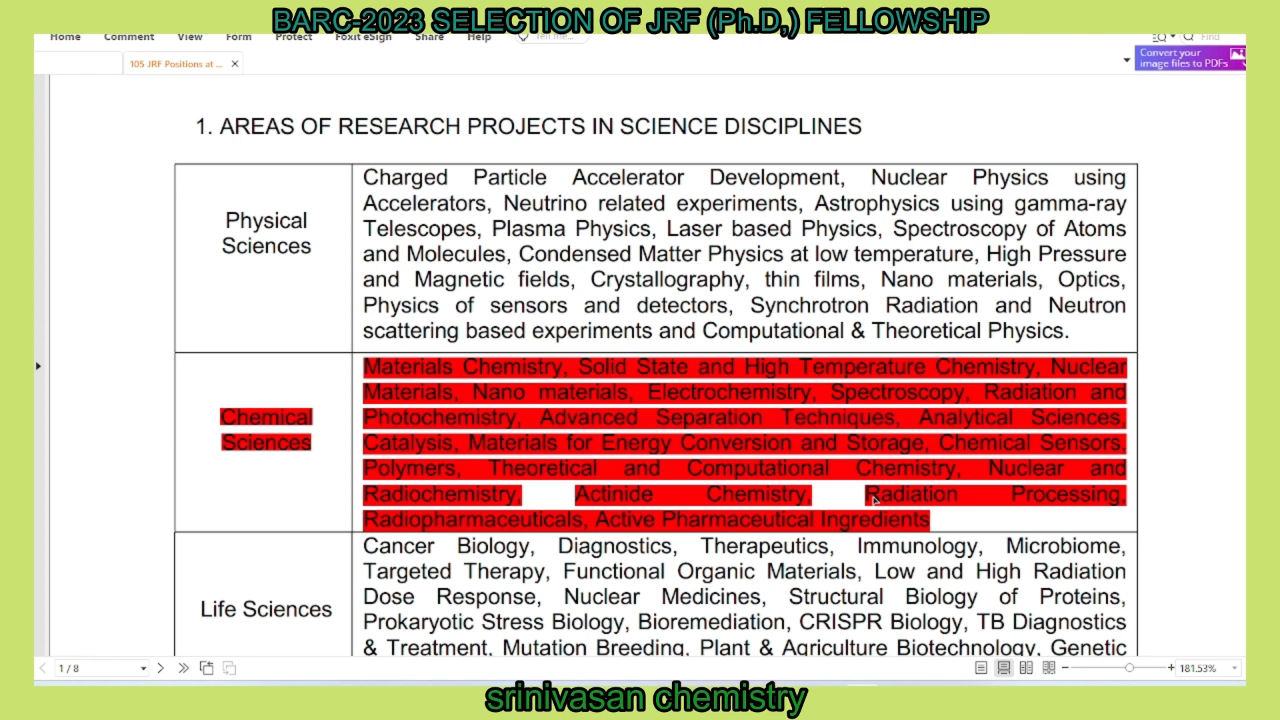 BARC-2023 SELECTION OF JRF (Ph.D,) FELLOWSHIP
Home Comment View Form Protect Foxit eSign Share Help Tell me... Find
105 JRF Positions at ... ×
Convert your
image files to PDFs
1. AREAS OF RESEARCH PROJECTS IN SCIENCE DISCIPLINES
Physical
Sciences
Charged Particle Accelerator Development, Nuclear Physics using
Accelerators, Neutrino related experiments, Astrophysics using gamma-ray
Telescopes, Plasma Physics, Laser based Physics, Spectroscopy of Atoms
and Molecules, Condensed Matter Physics at low temperature, High Pressure
and Magnetic fields, Crystallography, thin films, Nano materials, Optics,
Physics of sensors and detectors, Synchrotron Radiation and Neutron
scattering based experiments and Computational & Theoretical Physics.
Chemical
Sciences
Materials Chemistry, Solid State and High Temperature Chemistry, Nuclear
Materials, Nano materials, Electrochemistry, Spectroscopy, Radiation and
Photochemistry, Advanced Separation Techniques, Analytical Sciences,
Catalysis, Materials for Energy Conversion and Storage, Chemical Sensors,
Polymers, Theoretical and Computational Chemistry, Nuclear and
Radiochemistry, Actinide Chemistry, Radiation Processing,
Radiopharmaceuticals, Active Pharmaceutical Ingredients
Life Sciences
Cancer Biology, Diagnostics, Therapeutics, Immunology, Microbiome,
Targeted Therapy, Functional Organic Materials, Low and High Radiation
Dose Response, Nuclear Medicines, Structural Biology of Proteins,
Prokaryotic Stress Biology, Bioremediation, CRISPR Biology, TB Diagnostics
& Treatment, Mutation Breeding, Plant & Agriculture Biotechnology, Genetic
1 / 8
181.53%
srinivasan chemistry